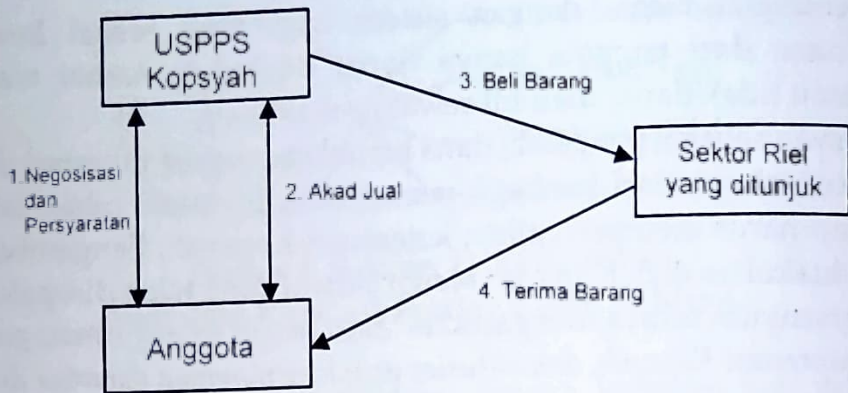 USPPS
Kopsyah
3. Beli Barang
Sektor Riel
yang ditunjuk
1.Negosisasi
dan
Persyaratan
2. Akad Jual
4. Terima Barang
Anggota